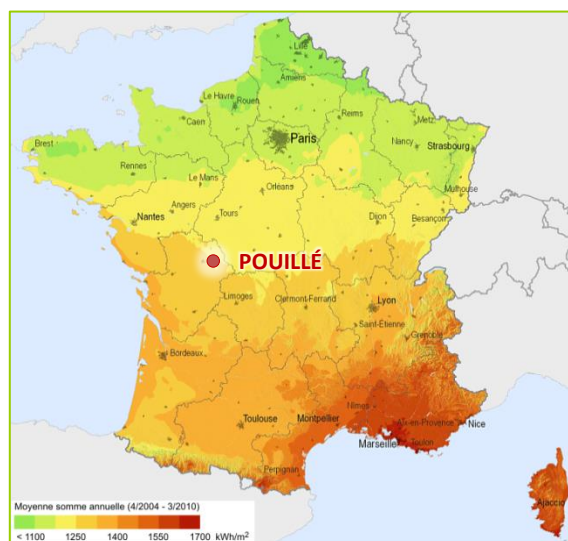 Lille
Amiens
Le Havre
Rouen
Caen
Reims
Metz
Paris
Nancy
Strasbourg
Brest
Rennes
Le Mans
Orléans
Mulhouse
Angers
Nantes
Tours
Dijon
Besançon
POUILLÉ
Limoges
Clermont-Ferrand
Lyon
Saint-Étienne
Grenoble
Bordeaux
Nîmes
Toulouse
Montpellier
Aix-en-Provence
Nice
Marseille
Toulon
Perpignan
Ajaccio
Moyenne somme annuelle (4/2004 - 3/2010)
< 1100 1250 1400 1550 1700 kWh/m²